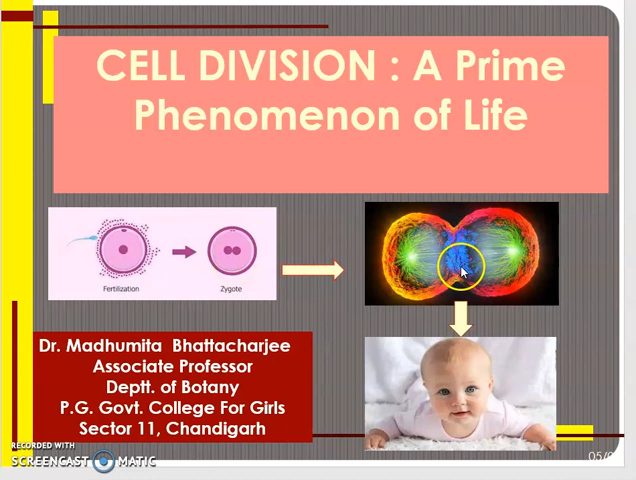 CELL DIVISION : A Prime
Phenomenon of Life
Fertilization
Zygote
Dr. Madhumita Bhattacharjee
Associate Professor
Deptt. of Botany
P.G. Govt. College For Girls
Sector 11, Chandigarh
RECORDED WITH
SCREENCAST MATIC